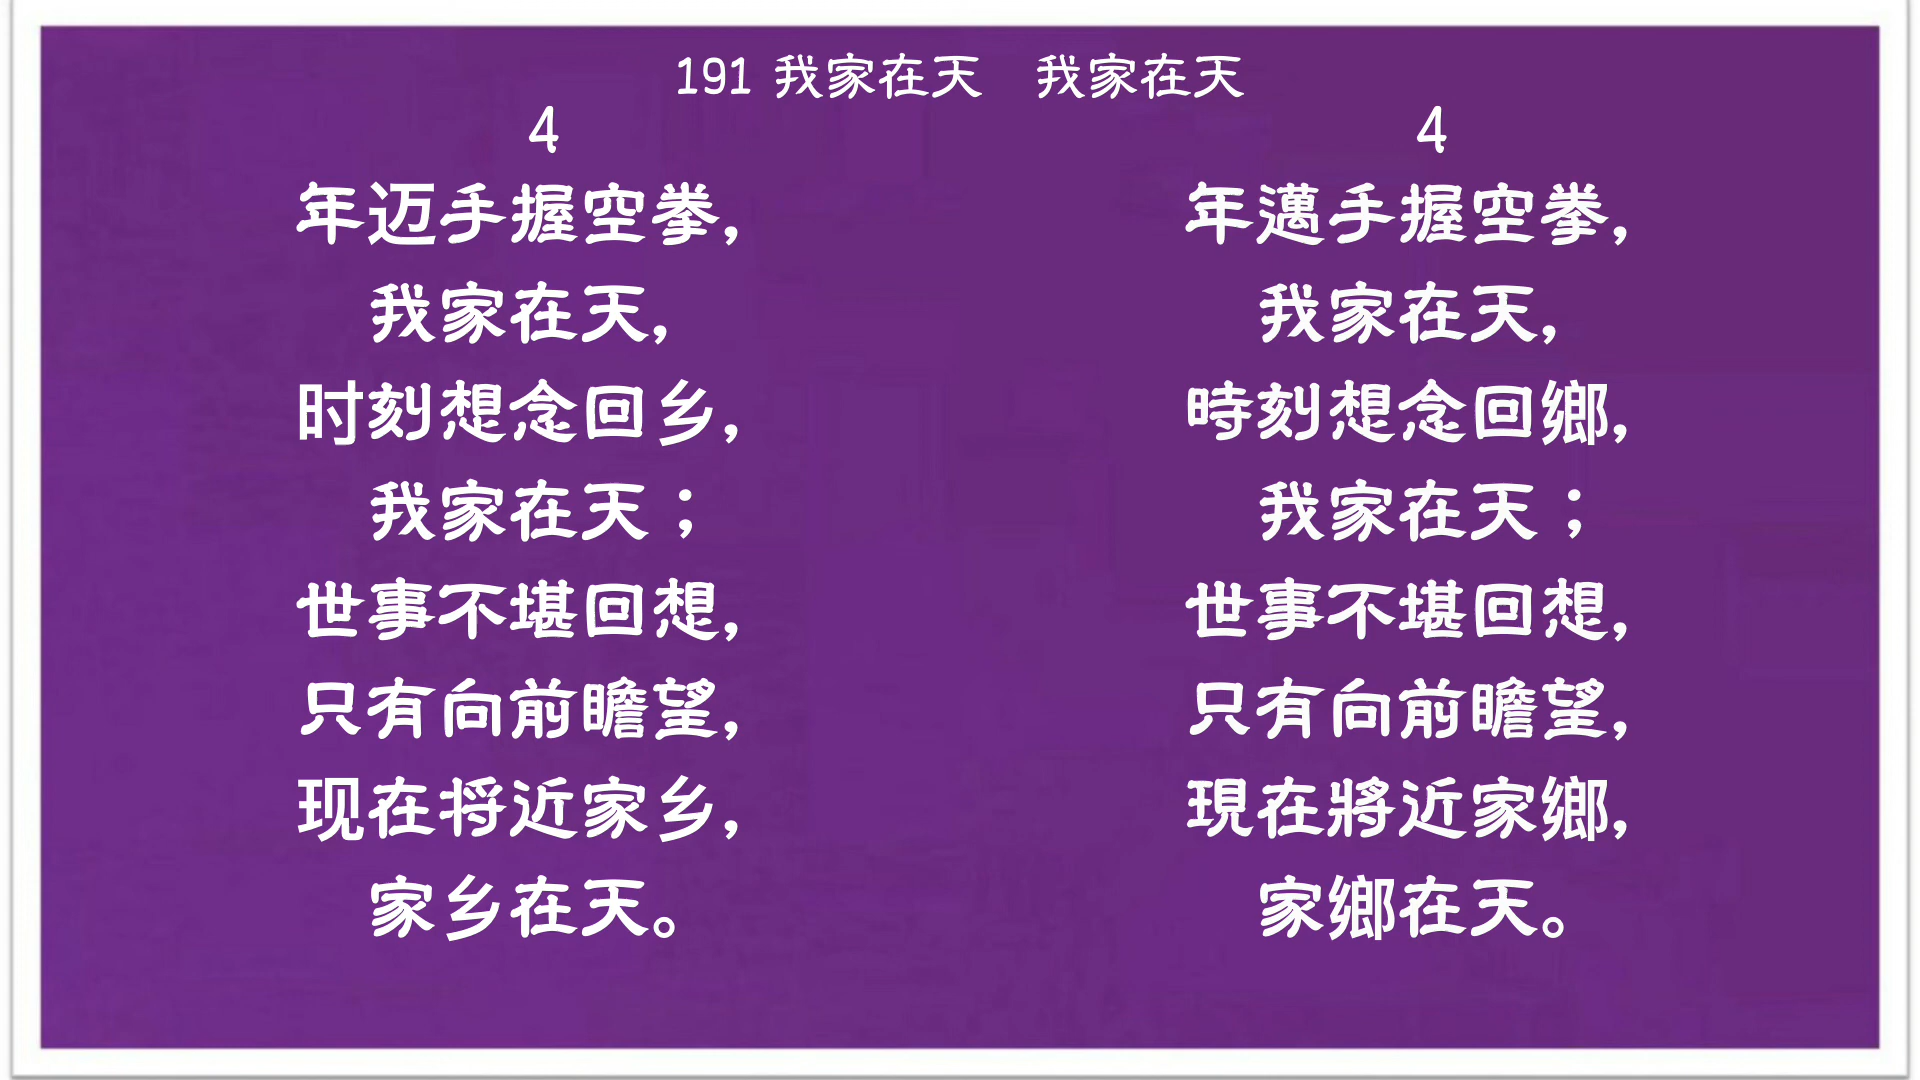 191 我家在天　我家在天
4
年迈手握空拳，
我家在天，
时刻想念回乡，
我家在天；
世事不堪回想，
只有向前瞻望，
现在将近家乡，
家乡在天。
4
年邁手握空拳，
我家在天，
時刻想念回鄉，
我家在天；
世事不堪回想，
只有向前瞻望，
現在將近家鄉，
家鄉在天。